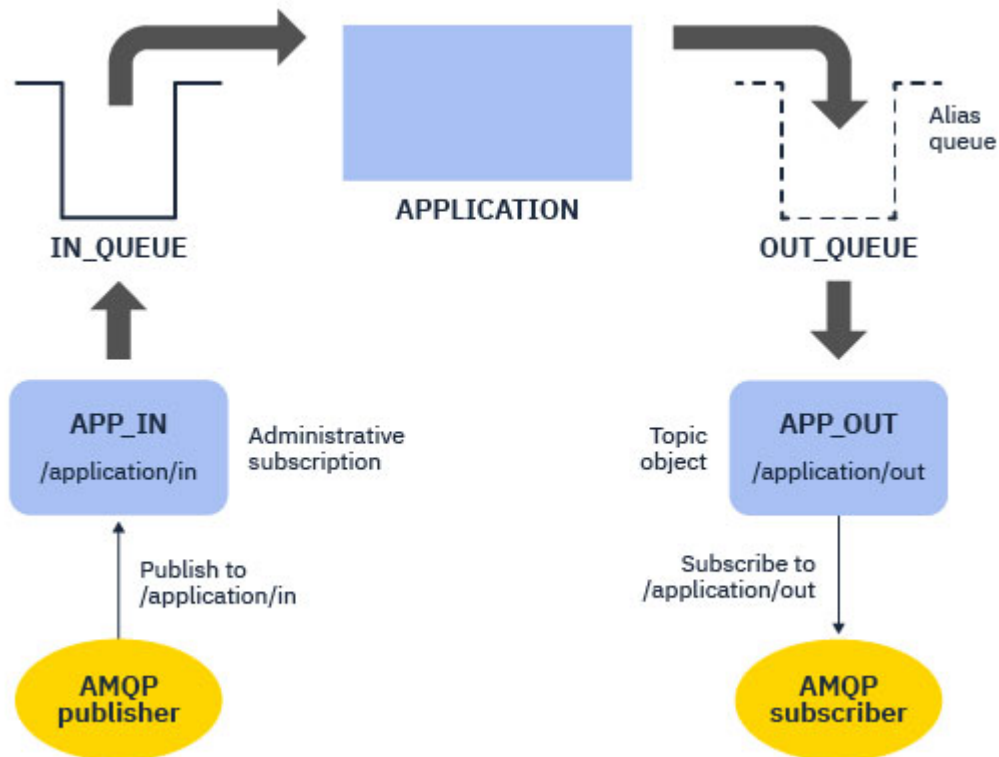 APPLICATION
Alias
queue
IN_QUEUE
OUT_QUEUE
APP_IN
/application/in
Administrative
subscription
Topic
object
APP_OUT
/application/out
Publish to
/application/in
Subscribe to
/application/out
AMQP
publisher
AMQP
subscriber